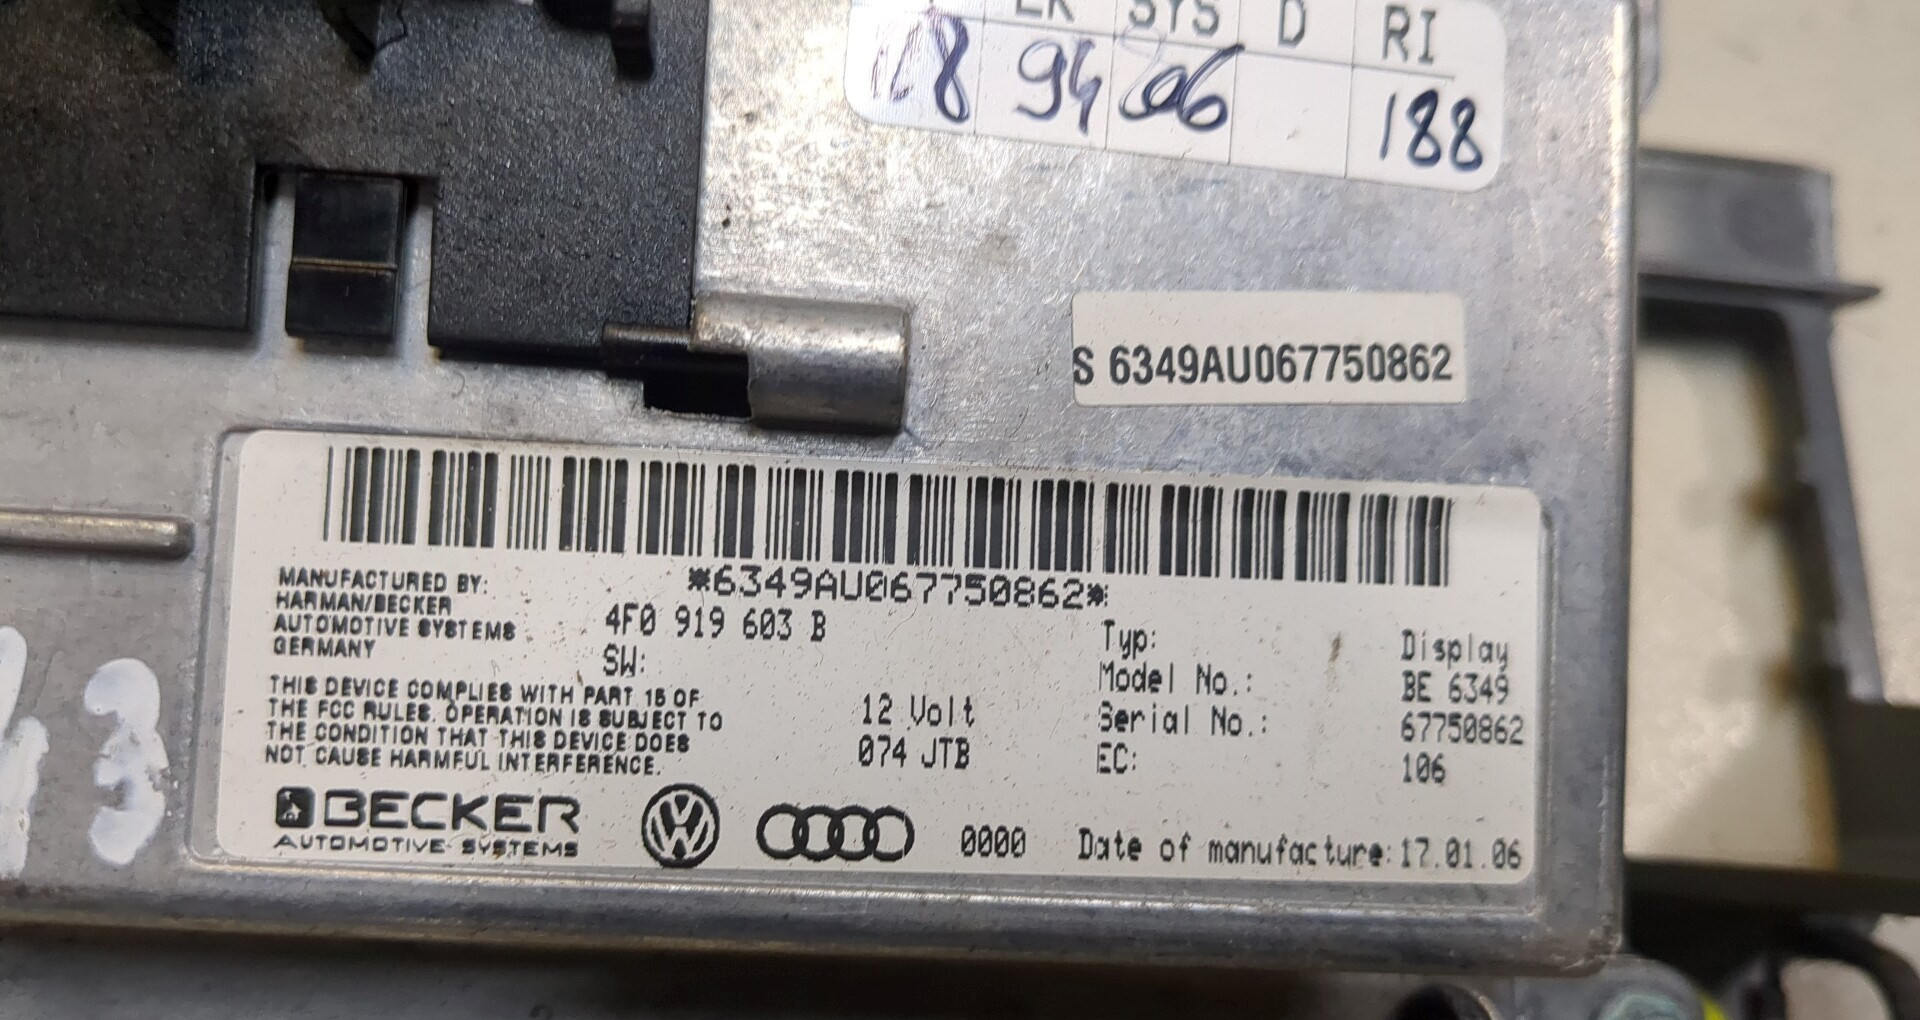 SYS D RI
94 188
S 6349AU067750862
*6349AU067750862*
MANUFACTURED BY:
HARMAN/BECKER
AUTOMOTIVE SYSTEMS
GERMANY
4F0 919 603 B
SW:
THIS DEVICE COMPLIES WITH PART 15 OF
THE FCC RULES. OPERATION IS SUBJECT TO
THE CONDITION THAT THIS DEVICE DOES
NOT CAUSE HARMFUL INTERFERENCE.
12 Volt
074 JTB
Typ: Display
Model No.: BE 6349
Serial No.: 67750862
EC: 106
BECKER
AUTOMOTIVE SYSTEMS
0000 Date of manufacture: 17.01.06
3